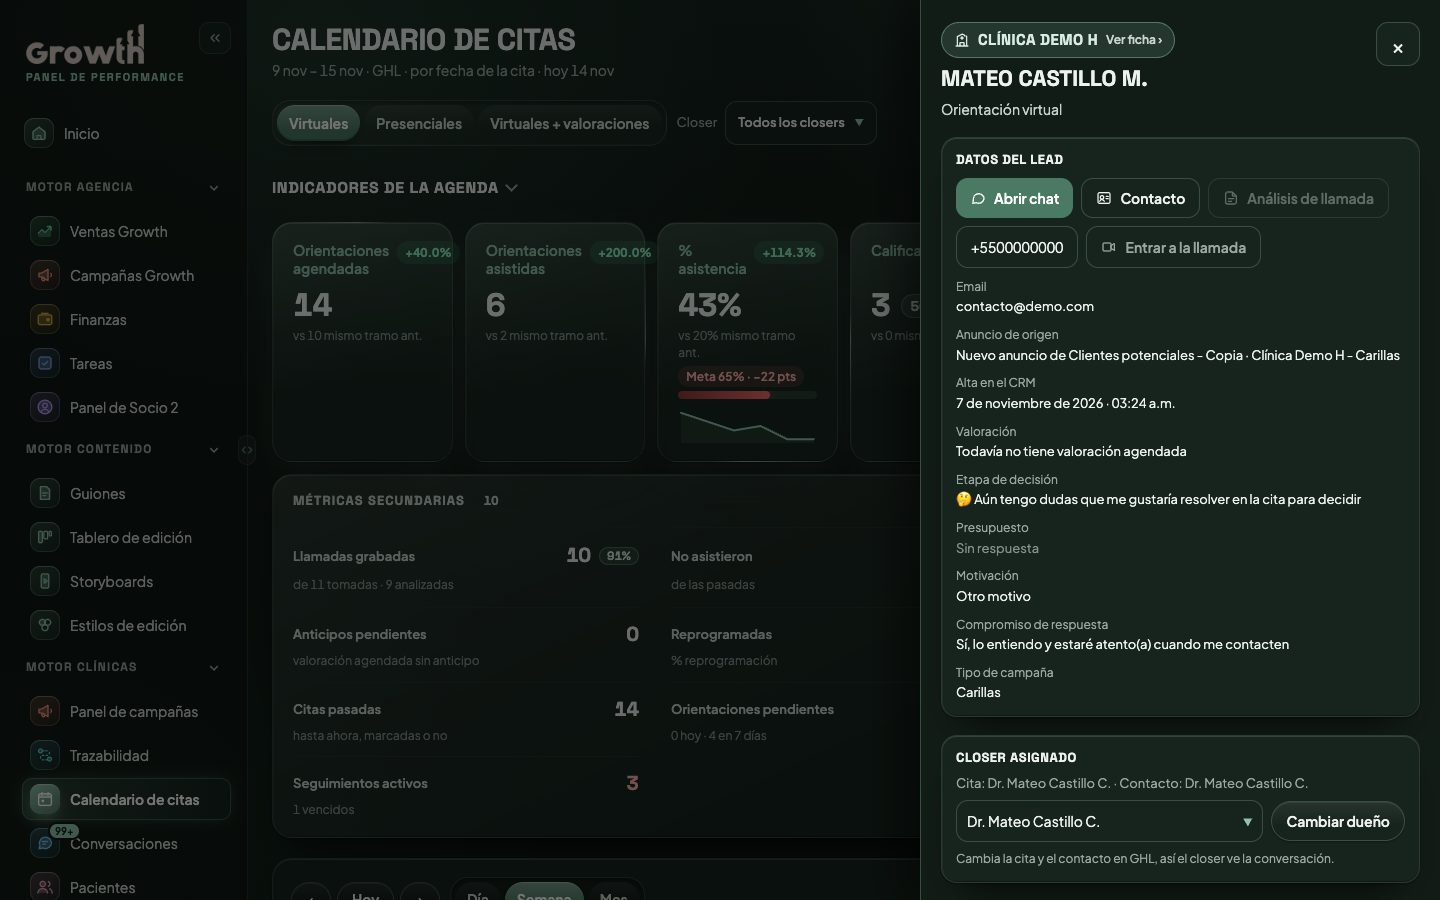 Growth
PANEL DE PERFORMANCE
Inicio
MOTOR AGENCIA
Ventas Growth
Campañas Growth
Finanzas
Tareas
Panel de Socio 2
MOTOR CONTENIDO
Guiones
Tablero de edición
Storyboards
Estilos de edición
MOTOR CLÍNICAS
Panel de campañas
Trazabilidad
Calendario de citas
99+
Conversaciones
Pacientes
CALENDARIO DE CITAS
9 nov – 15 nov · GHL · por fecha de la cita · hoy 14 nov
Virtuales Presenciales Virtuales + valoraciones Closer Todos los closers
INDICADORES DE LA AGENDA
Orientaciones agendadas +40.0%
14
vs 10 mismo tramo ant.
Orientaciones asistidas +200.0%
6
vs 2 mismo tramo ant.
% asistencia +114.3%
43%
vs 20% mismo tramo ant.
Meta 65% · −22 pts
3
MÉTRICAS SECUNDARIAS 10
Llamadas grabadas 10 91%
de 11 tomadas · 9 analizadas
No asistieron
de las pasadas
Anticipos pendientes 0
valoración agendada sin anticipo
Reprogramadas
% reprogramación
Citas pasadas 14
hasta ahora, marcadas o no
Orientaciones pendientes
0 hoy · 4 en 7 días
Seguimientos activos 3
1 vencidos
Hoy Día Semana Mes
CLÍNICA DEMO H Ver ficha ›
MATEO CASTILLO M.
Orientación virtual
DATOS DEL LEAD
Abrir chat Contacto Análisis de llamada
+5500000000 Entrar a la llamada
Email
contacto@demo.com
Anuncio de origen
Nuevo anuncio de Clientes potenciales - Copia · Clínica Demo H - Carillas
Alta en el CRM
7 de noviembre de 2026 · 03:24 a.m.
Valoración
Todavía no tiene valoración agendada
Etapa de decisión
🤔 Aún tengo dudas que me gustaría resolver en la cita para decidir
Presupuesto
Sin respuesta
Motivación
Otro motivo
Compromiso de respuesta
Sí, lo entiendo y estaré atento(a) cuando me contacten
Tipo de campaña
Carillas
CLOSER ASIGNADO
Cita: Dr. Mateo Castillo C. · Contacto: Dr. Mateo Castillo C.
Dr. Mateo Castillo C. Cambiar dueño
Cambia la cita y el contacto en GHL, así el closer ve la conversación.